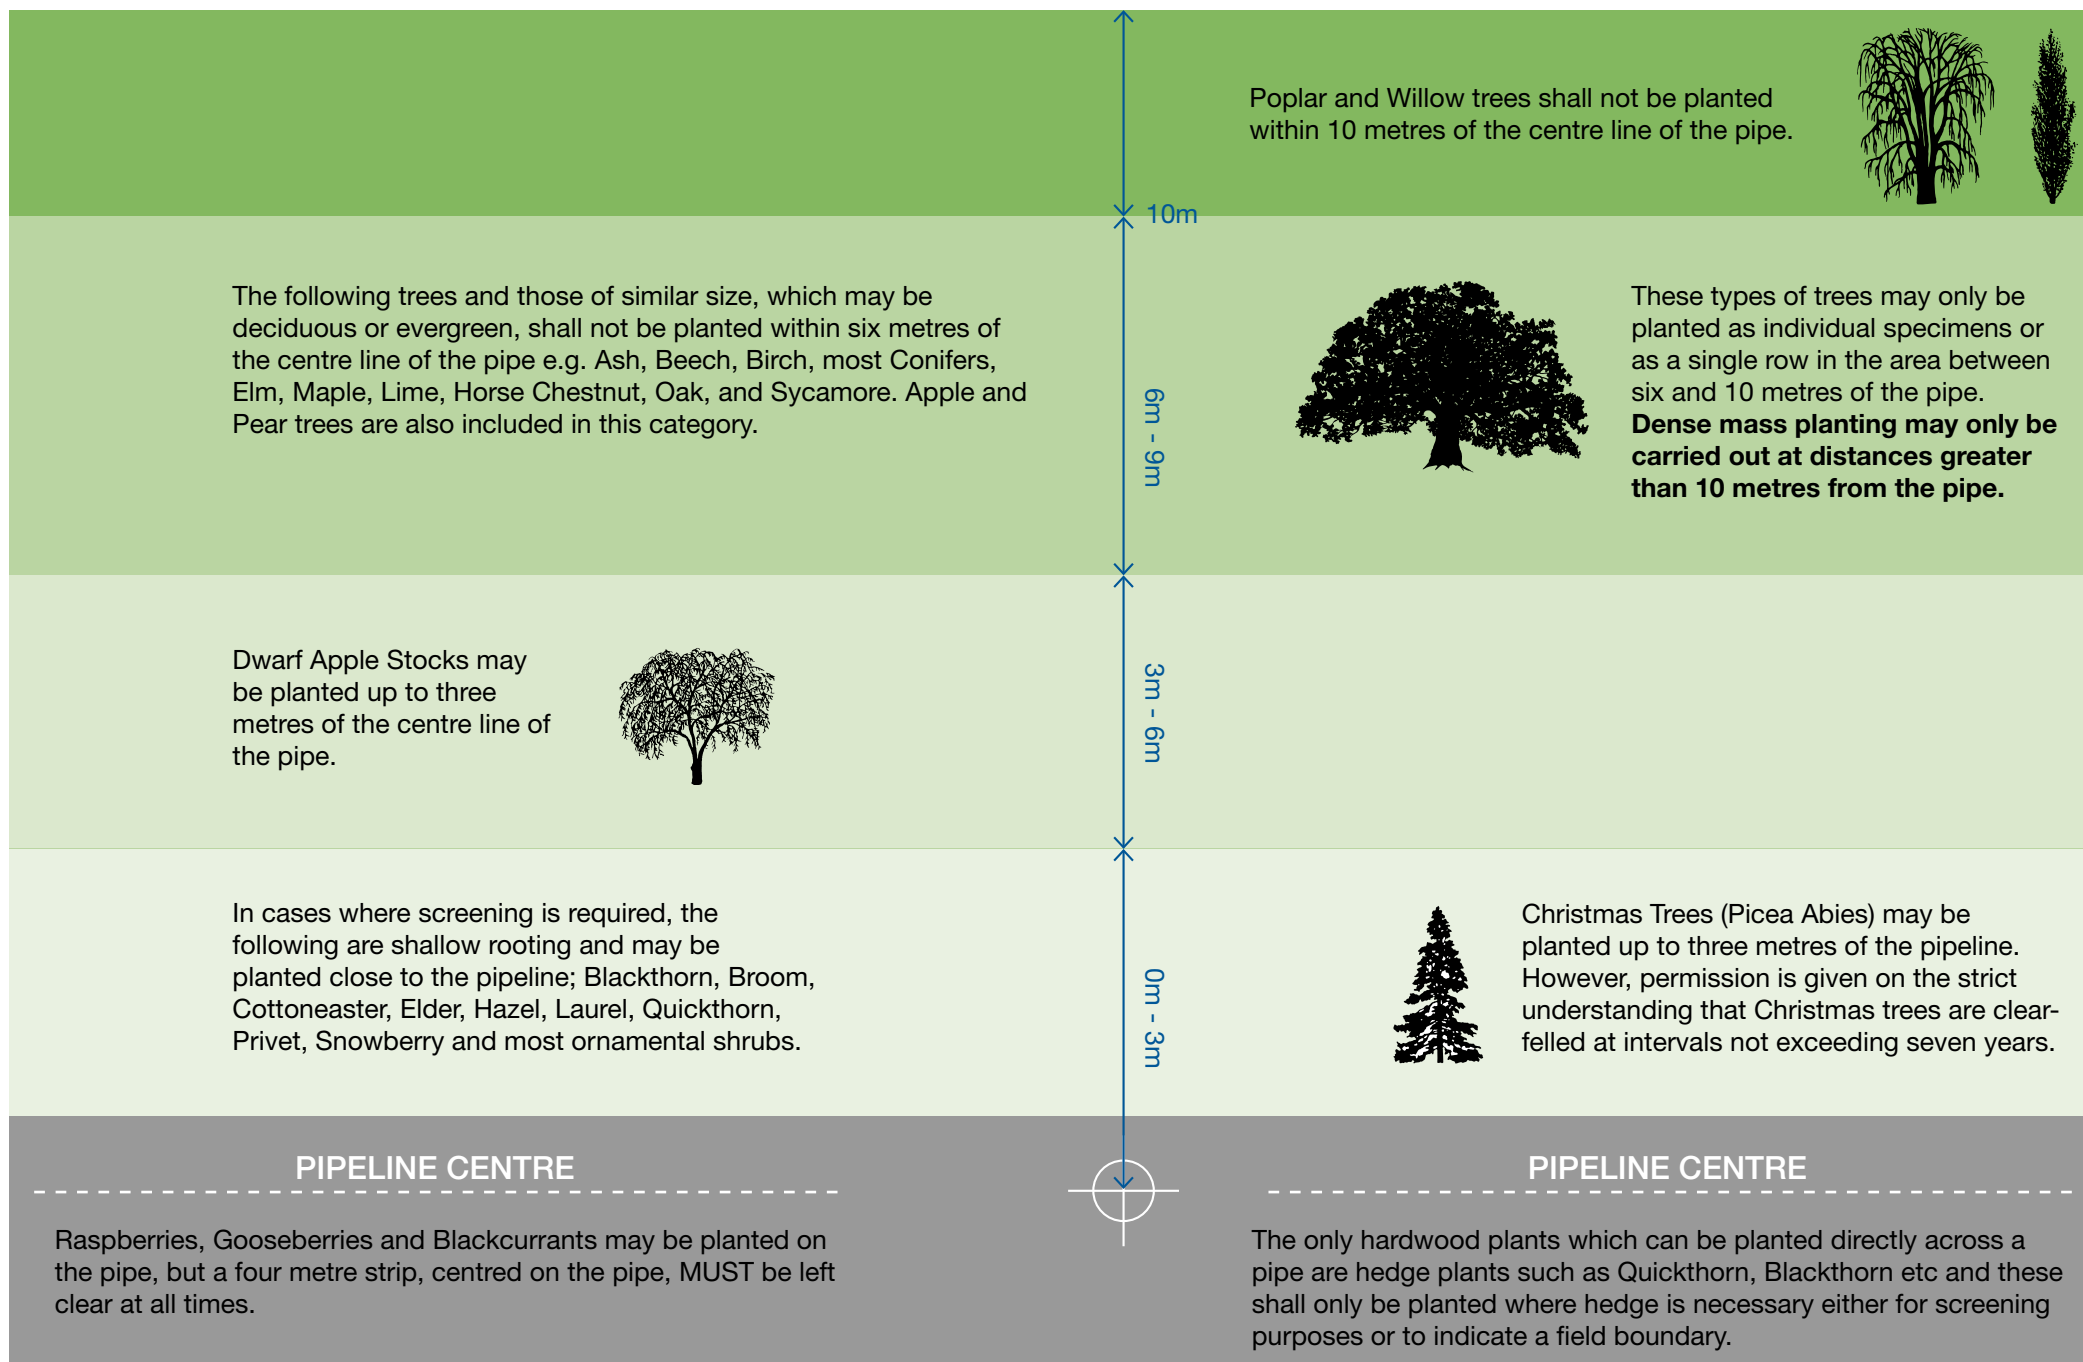 Poplar and Willow trees shall not be planted
within 10 metres of the centre line of the pipe.
10m
The following trees and those of similar size, which may be
deciduous or evergreen, shall not be planted within six metres of
the centre line of the pipe e.g. Ash, Beech, Birch, most Conifers,
Elm, Maple, Lime, Horse Chestnut, Oak, and Sycamore. Apple and
Pear trees are also included in this category.
6m - 9m
These types of trees may only be
planted as individual specimens or
as a single row in the area between
six and 10 metres of the pipe.
Dense mass planting may only be
carried out at distances greater
than 10 metres from the pipe.
Dwarf Apple Stocks may
be planted up to three
metres of the centre line of
the pipe.
3m - 6m
In cases where screening is required, the
following are shallow rooting and may be
planted close to the pipeline; Blackthorn, Broom,
Cottoneaster, Elder, Hazel, Laurel, Quickthorn,
Privet, Snowberry and most ornamental shrubs.
0m - 3m
Christmas Trees (Picea Abies) may be
planted up to three metres of the pipeline.
However, permission is given on the strict
understanding that Christmas trees are clear-
felled at intervals not exceeding seven years.
PIPELINE CENTRE
Raspberries, Gooseberries and Blackcurrants may be planted on
the pipe, but a four metre strip, centred on the pipe, MUST be left
clear at all times.
PIPELINE CENTRE
The only hardwood plants which can be planted directly across a
pipe are hedge plants such as Quickthorn, Blackthorn etc and these
shall only be planted where hedge is necessary either for screening
purposes or to indicate a field boundary.